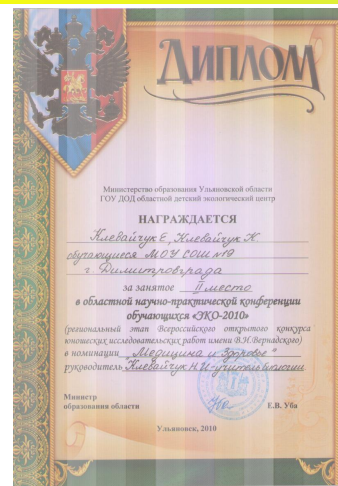 ДИПЛОМ
Министерство образования Ульяновской области
ГОУ ДОД областной детский экологический центр
НАГРАЖДАЕТСЯ
Клевайчук Е, Клевайчук К.
обучающиеся МОУ СОШ №19
г. Димитровграда
за занятое II место
в областной научно-практической конференции
обучающихся «ЭКО-2010»
(региональный этап Всероссийского открытого конкурса
юношеских исследовательских работ имени В.И.Вернадского)
в номинации „Медицина и Здоровье"
руководитель Клевайчук Н.И-учитель биологии
Министр
образования области Е.В. Уба
Ульяновск, 2010